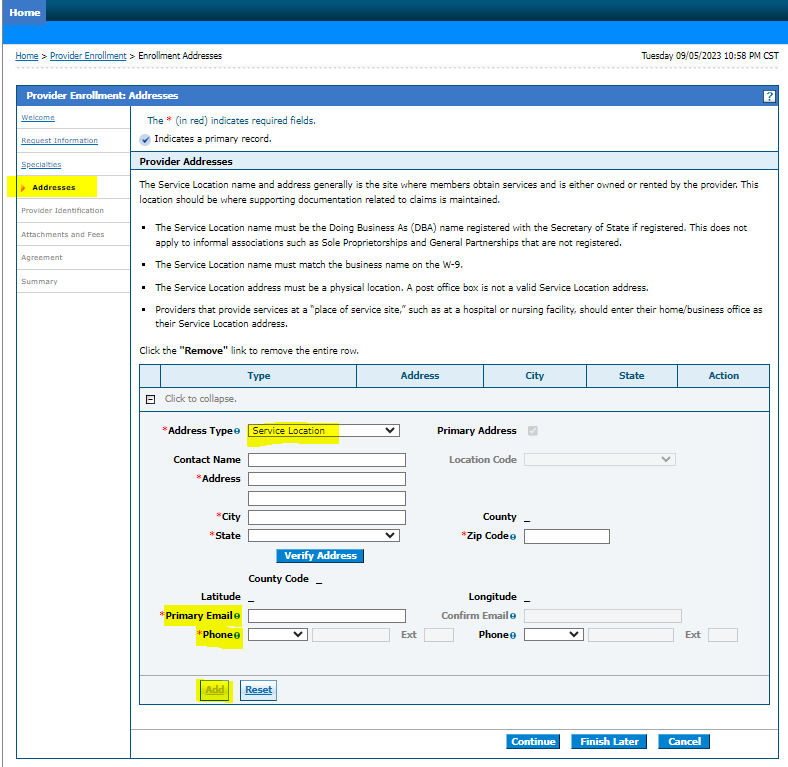 Home
Home > Provider Enrollment > Enrollment Addresses
Tuesday 09/05/2023 10:58 PM CST
Provider Enrollment: Addresses
?
Welcome
Request Information
Specialties
Addresses
Provider Identification
Attachments and Fees
Agreement
Summary
The * (in red) indicates required fields.
Indicates a primary record.
Provider Addresses
The Service Location name and address generally is the site where members obtain services and is either owned or rented by the provider. This
location should be where supporting documentation related to claims is maintained.
▪ The Service Location name must be the Doing Business As (DBA) name registered with the Secretary of State if registered. This does not
apply to informal associations such as Sole Proprietorships and General Partnerships that are not registered.
▪ The Service Location name must match the business name on the W-9.
▪ The Service Location address must be a physical location. A post office box is not a valid Service Location address.
▪ Providers that provide services at a "place of service site," such as at a hospital or nursing facility, should enter their home/business office as
their Service Location address.
Click the "Remove" link to remove the entire row.
Type Address City State Action
Click to collapse.
*Address Type Service Location Primary Address
Contact Name Location Code
*Address
*City County _
*State *Zip Code
Verify Address
County Code _
Latitude _ Longitude _
*Primary Email Confirm Email
*Phone Ext Phone Ext
Add Reset
Continue Finish Later Cancel